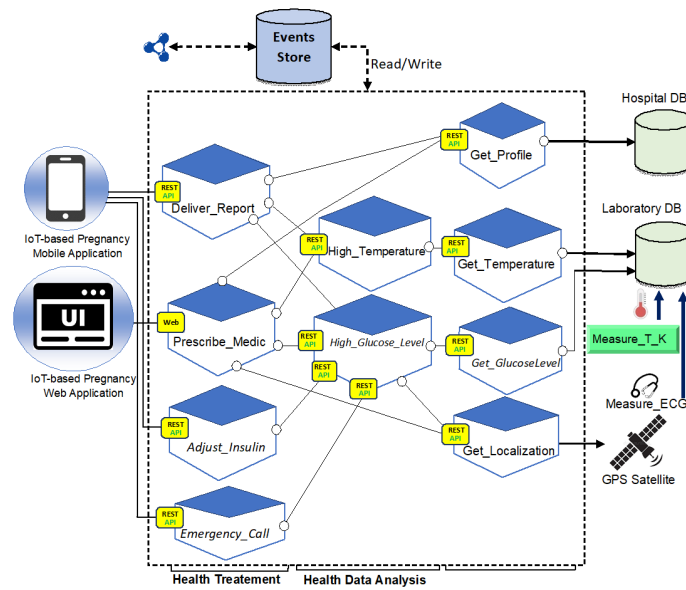 Events
Store
Read/Write
Hospital DB
REST
API
Get_Profile
REST
API
Deliver_Report
IoT-based Pregnancy
Mobile Application
REST
API
High_Temperature
REST
API
Get_Temperature
Laboratory DB
UI
Web
Prescribe_Medic
REST
API
High_Glucose_Level
REST
API
Get_GlucoseLevel
Measure_T_K
IoT-based Pregnancy
Web Application
REST
API
REST
API
Measure_ECG
REST
API
Adjust_Insulin
REST
API
Get_Localization
GPS Satellite
REST
API
Emergency_Call
Health Treatement
Health Data Analysis